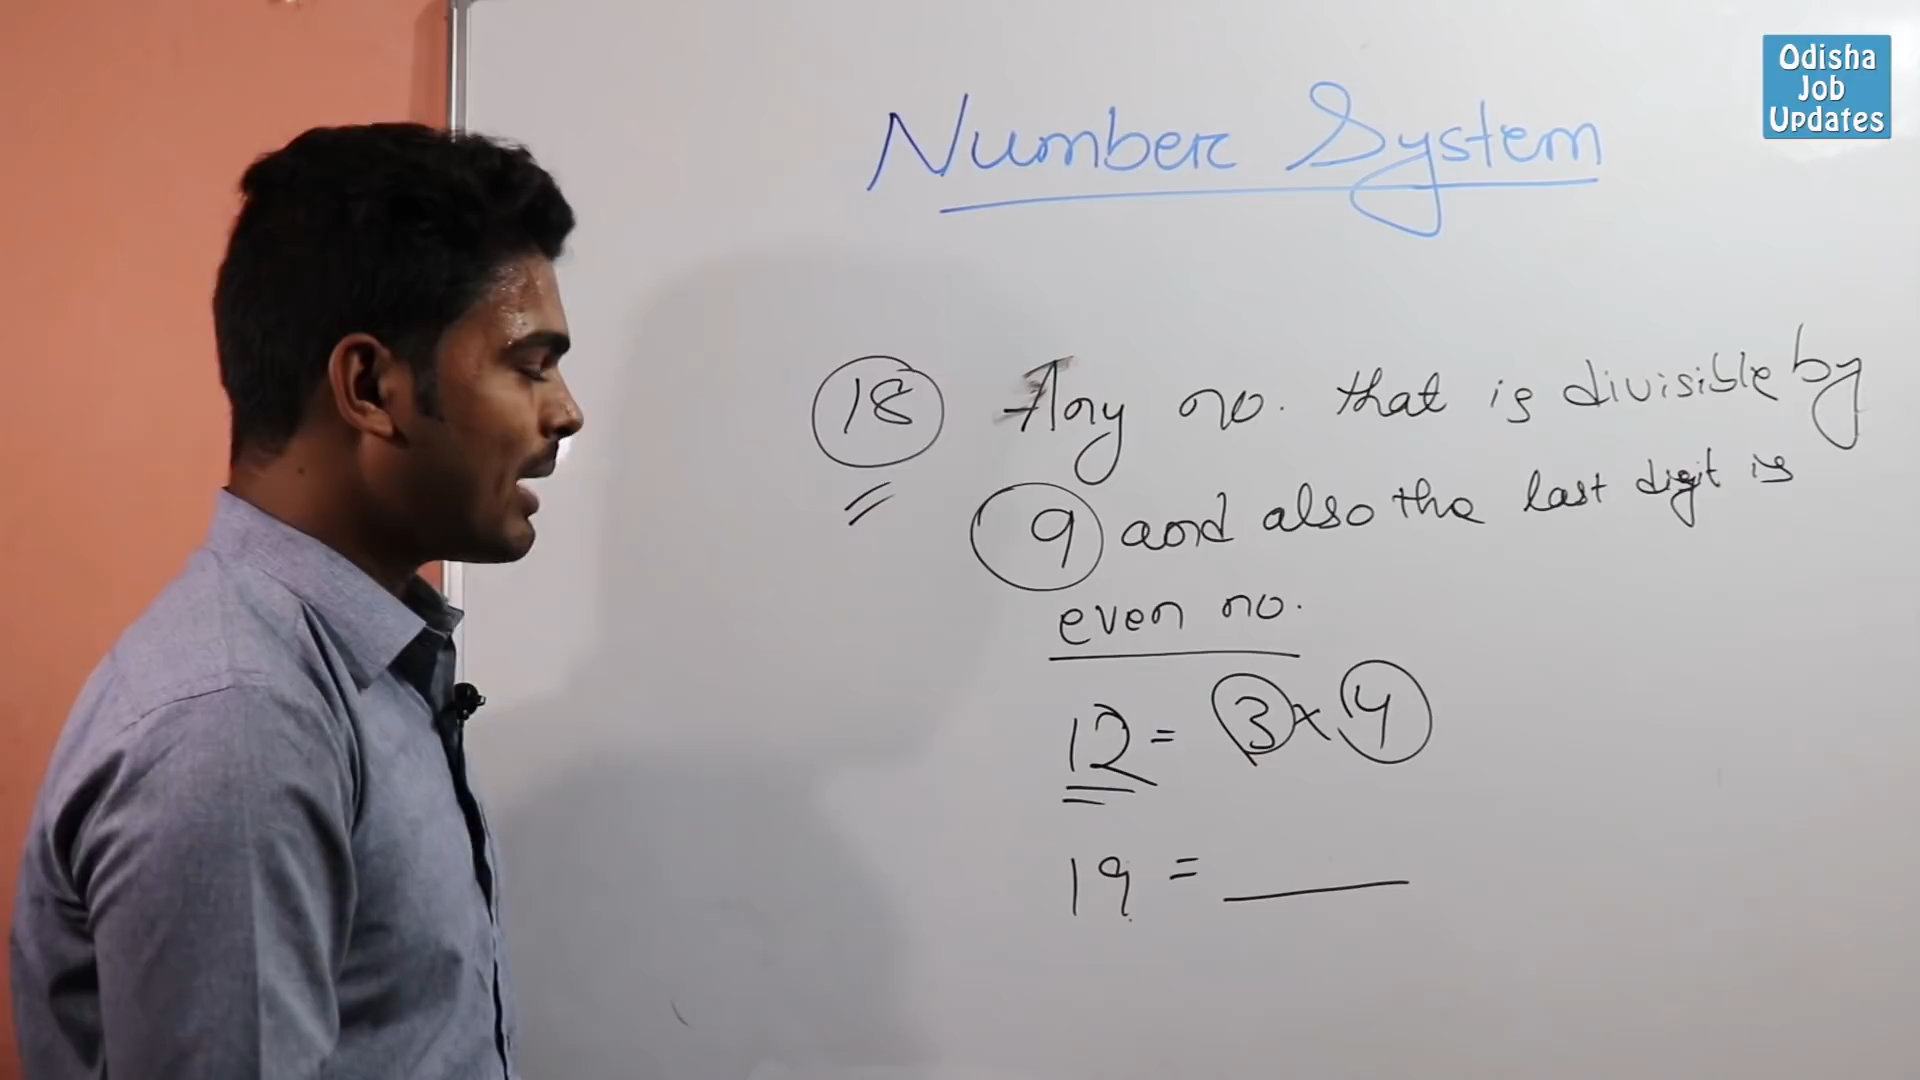 Odisha
Job
Updates
Number System
18 Any no. that is divisible by
9 and also the last digit is
even no.
12 = 3 × 4
19 =